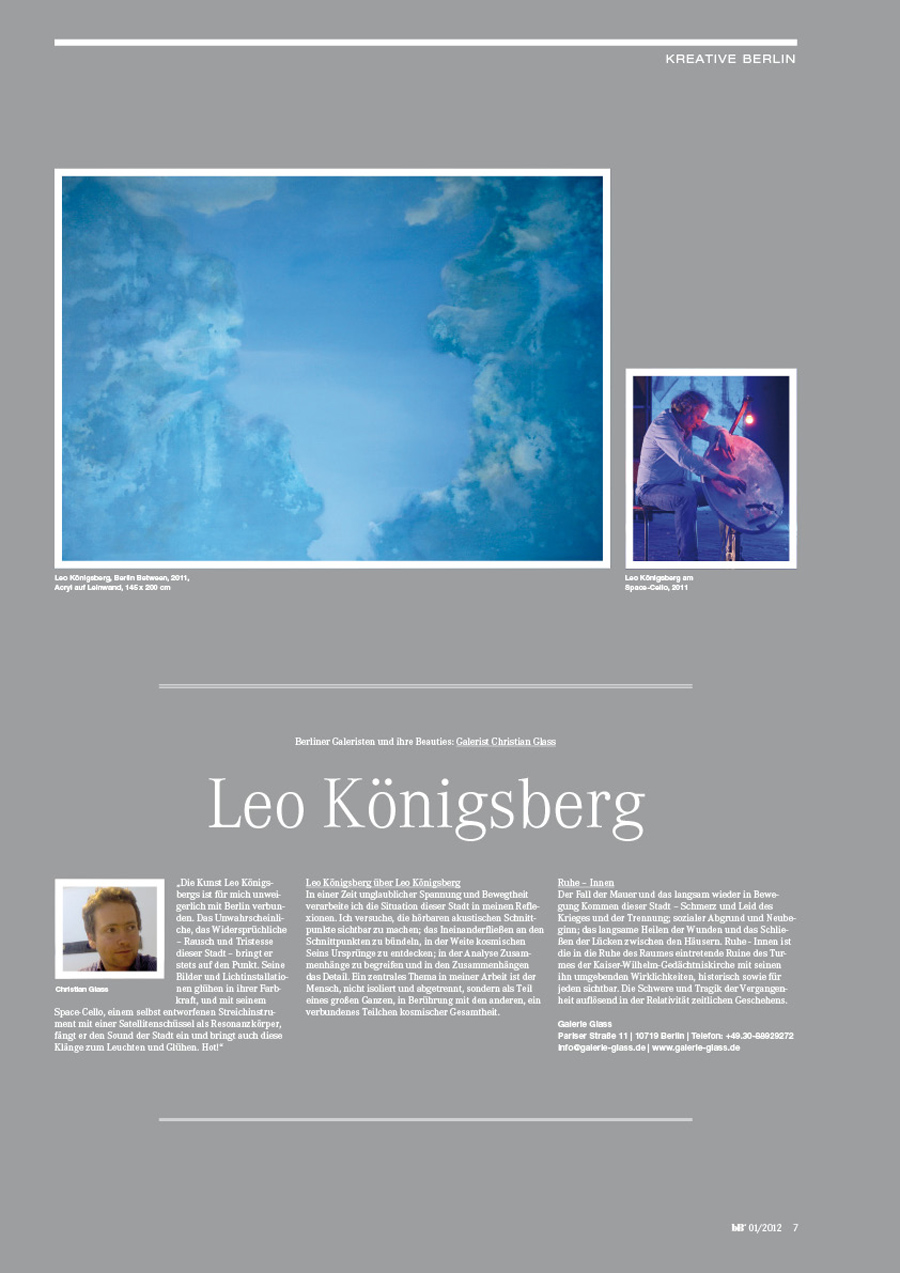 KREATIVE BERLIN
Leo Königsberg, Berlin Between, 2011,
Acryl auf Leinwand, 145 x 200 cm
Leo Königsberg am
Space-Cello, 2011
Berliner Galeristen und ihre Beauties: Galerist Christian Glass
Leo Königsberg
Christian Glass
„Die Kunst Leo Königs-
bergs ist für mich unwei-
gerlich mit Berlin verbun-
den. Das Unwahrscheinli-
che, das Widersprüchliche
– Rausch und Tristesse
dieser Stadt – bringt er
stets auf den Punkt. Seine
Bilder und Lichtinstallatio-
nen glühen in ihrer Farb-
kraft, und mit seinem
Space-Cello, einem selbst entworfenen Streichinstru-
ment mit einer Satellitenschüssel als Resonanzkörper,
fängt er den Sound der Stadt ein und bringt auch diese
Klänge zum Leuchten und Glühen. Hot!“
Leo Königsberg über Leo Königsberg
In einer Zeit unglaublicher Spannung und Bewegtheit
verarbeite ich die Situation dieser Stadt in meinen Refle-
xionen. Ich versuche, die hörbaren akustischen Schnitt-
punkte sichtbar zu machen; das Ineinanderfließen an den
Schnittpunkten zu bündeln, in der Weite kosmischen
Seins Ursprünge zu entdecken; in der Analyse Zusam-
menhänge zu begreifen und in den Zusammenhängen
das Detail. Ein zentrales Thema in meiner Arbeit ist der
Mensch, nicht isoliert und abgetrennt, sondern als Teil
eines großen Ganzen, in Berührung mit den anderen, ein
verbundenes Teilchen kosmischer Gesamtheit.
Ruhe – Innen
Der Fall der Mauer und das langsam wieder in Bewe-
gung Kommen dieser Stadt – Schmerz und Leid des
Krieges und der Trennung; sozialer Abgrund und Neube-
ginn; das langsame Heilen der Wunden und das Schlie-
ßen der Lücken zwischen den Häusern. Ruhe - Innen ist
die in die Ruhe des Raumes eintretende Ruine des Tur-
mes der Kaiser-Wilhelm-Gedächtniskirche mit seinen
ihn umgebenden Wirklichkeiten, historisch sowie für
jeden sichtbar. Die Schwere und Tragik der Vergangen-
heit auflösend in der Relativität zeitlichen Geschehens.
Galerie Glass
Pariser Straße 11 | 10719 Berlin | Telefon: +49.30-88929272
info@galerie-glass.de | www.galerie-glass.de
01/2012 7